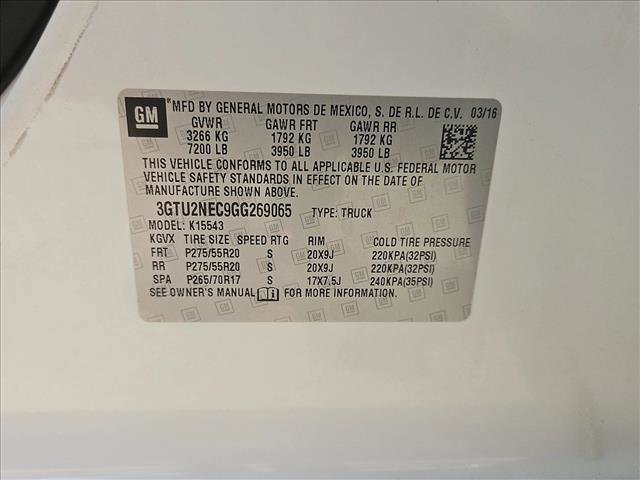 GM ® MFD BY GENERAL MOTORS DE MEXICO, S. DE R.L. DE C.V. 03/16
GVWR GAWR FRT GAWR RR
3266 KG 1792 KG 1792 KG
7200 LB 3950 LB 3950 LB
THIS VEHICLE CONFORMS TO ALL APPLICABLE U.S. FEDERAL MOTOR
VEHICLE SAFETY STANDARDS IN EFFECT ON THE DATE OF
MANUFACTURE SHOWN ABOVE.
3GTU2NEC9GG269065 TYPE: TRUCK
MODEL: K15543
KGVX TIRE SIZE SPEED RTG RIM COLD TIRE PRESSURE
FRT P275/55R20 S 20X9J 220KPA(32PSI)
RR P275/55R20 S 20X9J 220KPA(32PSI)
SPA P265/70R17 S 17X7.5J 240KPA(35PSI)
SEE OWNER'S MANUAL FOR MORE INFORMATION.